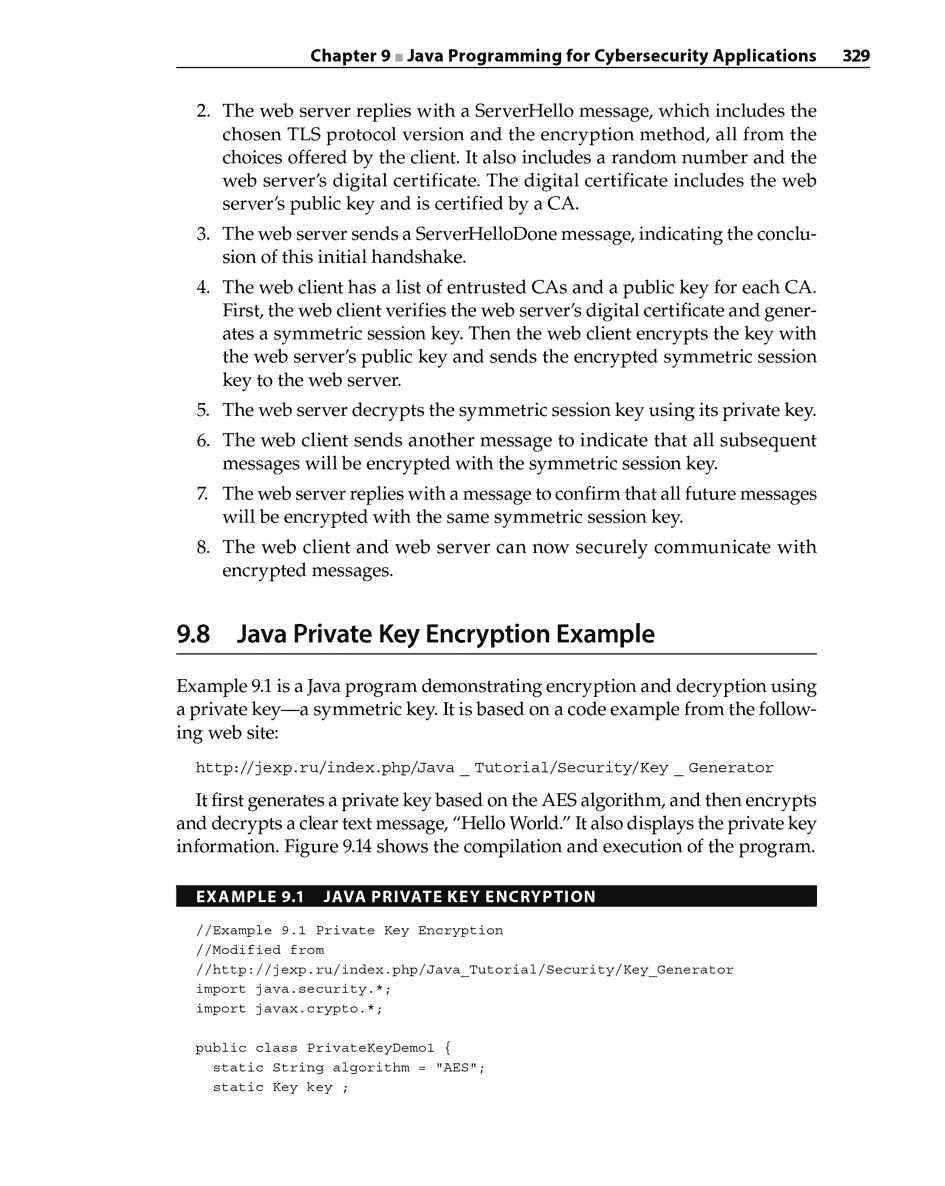 Chapter 9 ■ Java Programming for Cybersecurity Applications 329
2. The web server replies with a ServerHello message, which includes the
chosen TLS protocol version and the encryption method, all from the
choices offered by the client. It also includes a random number and the
web server’s digital certificate. The digital certificate includes the web
server’s public key and is certified by a CA.
3. The web server sends a ServerHelloDone message, indicating the conclu-
sion of this initial handshake.
4. The web client has a list of entrusted CAs and a public key for each CA.
First, the web client verifies the web server’s digital certificate and gener-
ates a symmetric session key. Then the web client encrypts the key with
the web server’s public key and sends the encrypted symmetric session
key to the web server.
5. The web server decrypts the symmetric session key using its private key.
6. The web client sends another message to indicate that all subsequent
messages will be encrypted with the symmetric session key.
7. The web server replies with a message to confirm that all future messages
will be encrypted with the same symmetric session key.
8. The web client and web server can now securely communicate with
encrypted messages.
9.8 Java Private Key Encryption Example
Example 9.1 is a Java program demonstrating encryption and decryption using
a private key—a symmetric key. It is based on a code example from the follow-
ing web site:
http://jexp.ru/index.php/Java _ Tutorial/Security/Key _ Generator
It first generates a private key based on the AES algorithm, and then encrypts
and decrypts a clear text message, “Hello World.” It also displays the private key
information. Figure 9.14 shows the compilation and execution of the program.
EXAMPLE 9.1 JAVA PRIVATE KEY ENCRYPTION
//Example 9.1 Private Key Encryption
//Modified from
//http://jexp.ru/index.php/Java_Tutorial/Security/Key_Generator
import java.security.*;
import javax.crypto.*;
public class PrivateKeyDemo1 {
static String algorithm = "AES";
static Key key ;